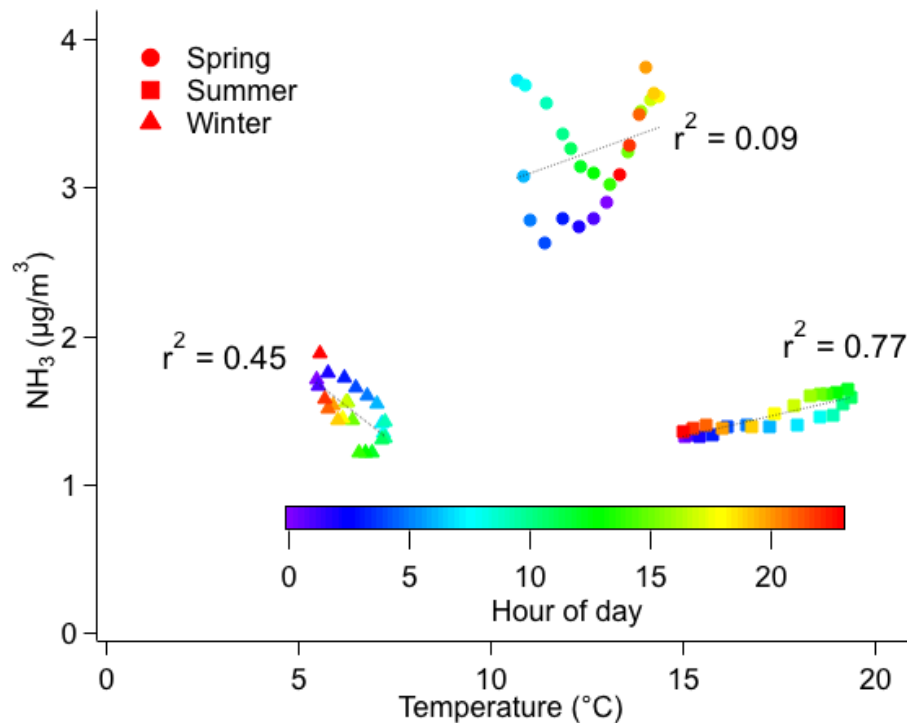 4
Spring
Summer
Winter
r² = 0.09
3
NH₃ (µg/m³)
2
r² = 0.45
r² = 0.77
1
0 5 10 15 20
Hour of day
0
0 5 10 15 20
Temperature (°C)